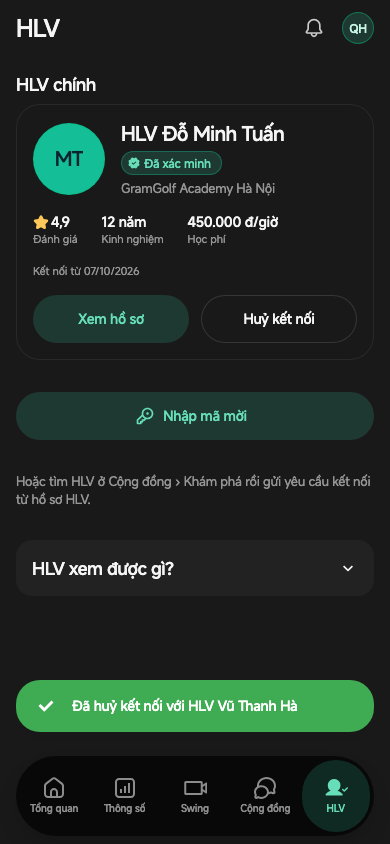 HLV
QH
HLV chính
MT
HLV Đỗ Minh Tuấn
Đã xác minh
GramGolf Academy Hà Nội
4,9
12 năm
450.000 đ/giờ
Đánh giá
Kinh nghiệm
Học phí
Kết nối từ 07/10/2026
Xem hồ sơ
Huỷ kết nối
Nhập mã mời
Hoặc tìm HLV ở Cộng đồng › Khám phá rồi gửi yêu cầu kết nối
từ hồ sơ HLV.
HLV xem được gì?
Đã huỷ kết nối với HLV Vũ Thanh Hà
Tổng quan
Thông số
Swing
Cộng đồng
HLV